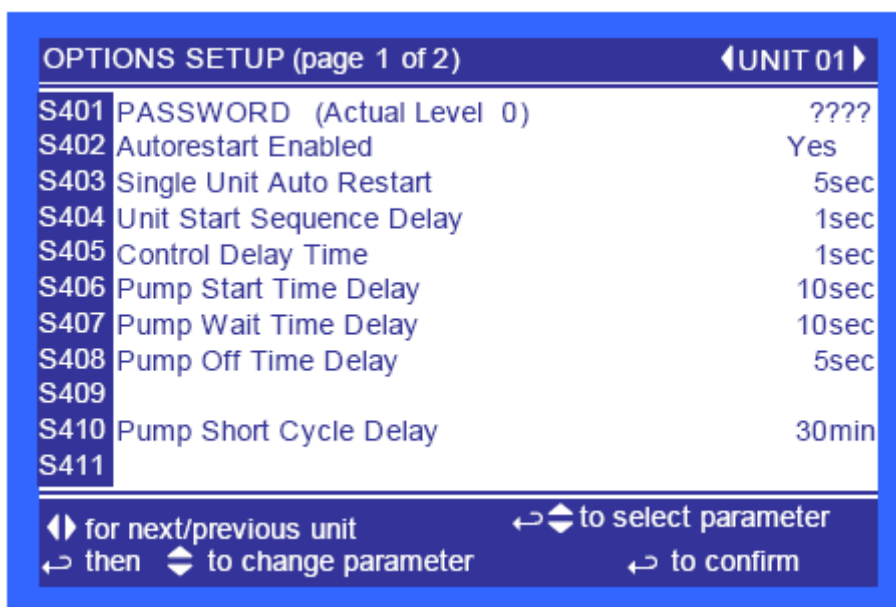 OPTIONS SETUP (page 1 of 2) UNIT 01
S401 PASSWORD (Actual Level 0) ????
S402 Autorestart Enabled Yes
S403 Single Unit Auto Restart 5sec
S404 Unit Start Sequence Delay 1sec
S405 Control Delay Time 1sec
S406 Pump Start Time Delay 10sec
S407 Pump Wait Time Delay 10sec
S408 Pump Off Time Delay 5sec
S409
S410 Pump Short Cycle Delay 30min
S411
for next/previous unit to select parameter
then to change parameter to confirm